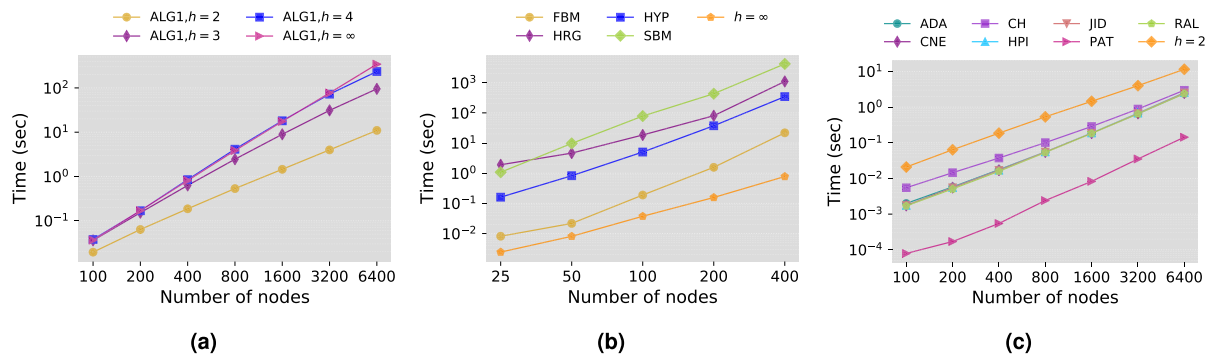 ALG1,h = 2 ALG1,h = 4
ALG1,h = 3 ALG1,h = ∞
Time (sec)
10² 
10¹
10⁰
10⁻¹
100 200 400 800 1600 3200 6400
Number of nodes
(a)
FBM HYP h = ∞
HRG SBM
Time (sec)
10³
10²
10¹
10⁰
10⁻¹
10⁻²
25 50 100 200 400
Number of nodes
(b)
ADA CH JID RAL
CNE HPI PAT h = 2
Time (sec)
10¹
10⁰
10⁻¹
10⁻²
10⁻³
10⁻⁴
100 200 400 800 1600 3200 6400
Number of nodes
(c)